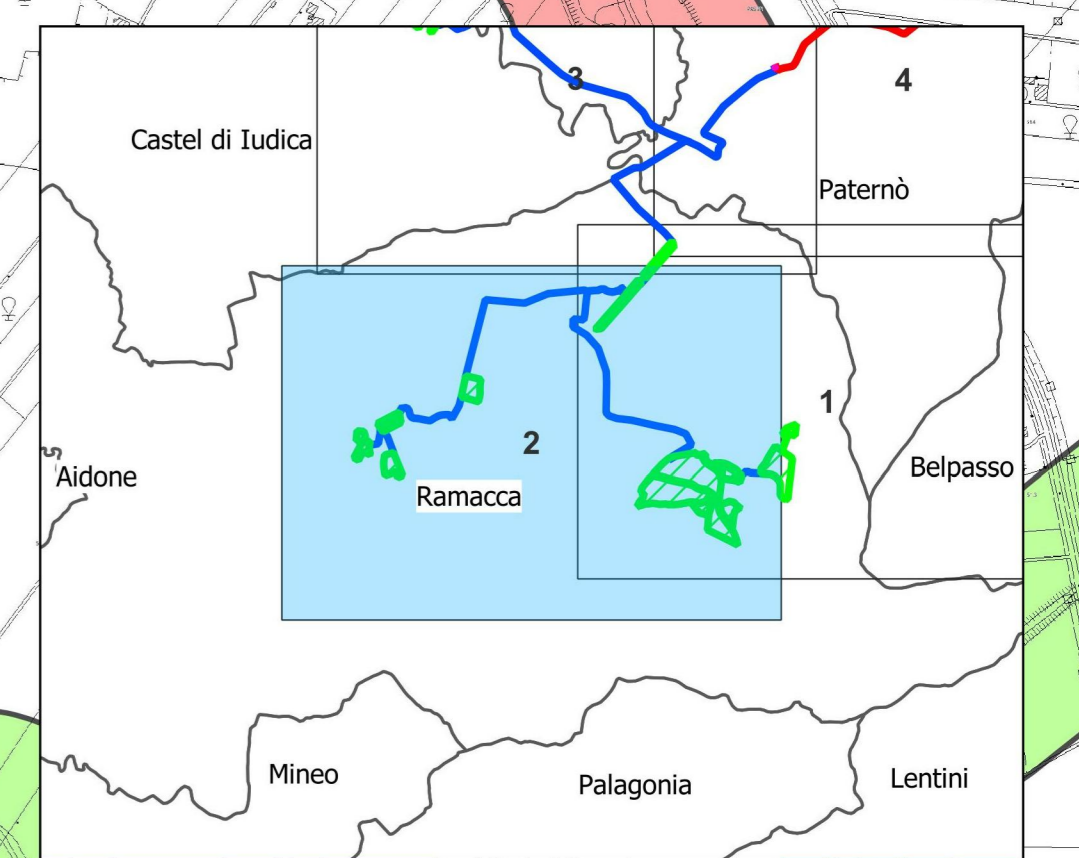 3
4
Castel di Iudica
Paternò
1
2
Belpasso
Aidone
Ramacca
Mineo
Palagonia
Lentini